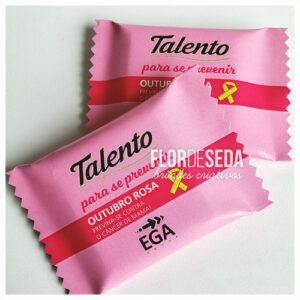 Talento
para se prevenir
OUTUBRO ROSA
FLOR DE SEDA
brindes criativos
Talento
para se prevenir
OUTUBRO ROSA
PREVINA-SE CONTRA
O CÂNCER DE MAMA!
EGA